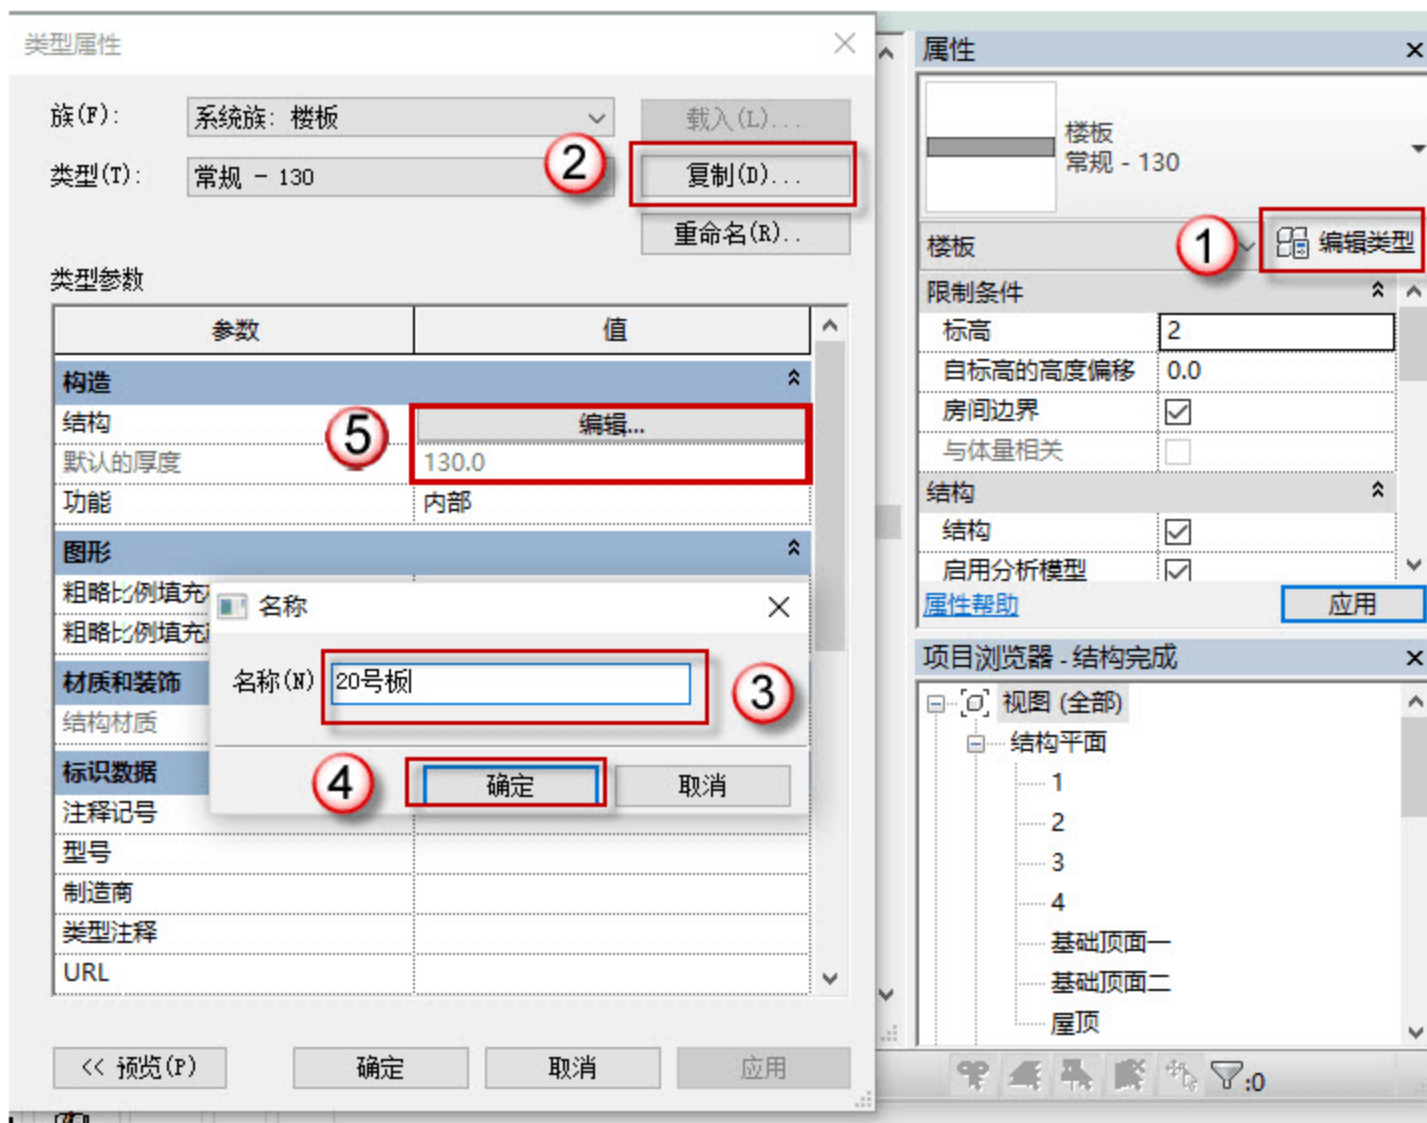 类型属性
族(F): 系统族: 楼板 载入(L)...
② 复制(D)...
类型(T): 常规 - 130
重命名(R)..
类型参数
参数 值
构造
结构 ⑤ 编辑...
默认的厚度 130.0
功能 内部
图形
粗略比例填充
粗略比例填充
材质和装饰
结构材质
标识数据
注释记号
型号
制造商
类型注释
URL
名称
名称(N) 20号板 ③
④ 确定 取消
<< 预览(P) 确定 取消 应用
属性
楼板
常规 - 130
楼板 ① 编辑类型
限制条件
标高 2
自标高的高度偏移 0.0
房间边界
与体量相关
结构
结构
启用分析模型
属性帮助 应用
项目浏览器 - 结构完成
视图 (全部)
结构平面
1
2
3
4
基础顶面一
基础顶面二
屋顶
:0